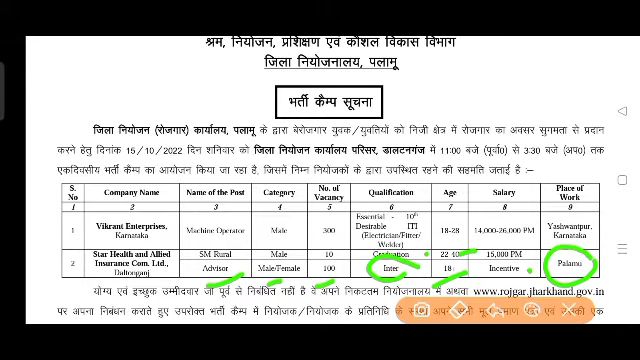 श्रम, नियोजन, प्रशिक्षण एवं कौशल विकास विभाग
जिला नियोजनालय, पलामू
भर्ती कैम्प सूचना
जिला नियोजन (रोजगार) कार्यालय, पलामू के द्वारा बेरोजगार युवक/युवतियों को निजी क्षेत्र में रोजगार का अवसर सुगमता से प्रदान
करने हेतु दिनांक 15/10/2022 दिन शनिवार को जिला नियोजन कार्यालय परिसर, डालटनगंज में 11:00 बजे (पूर्वा0) से 3:30 बजे (अप0) तक
एकदिवसीय भर्ती कैम्प का आयोजन किया जा रहा है, जिसमें निम्न नियोजकों के द्वारा उपस्थित रहने की सहमति जताई है :–
S. No Company Name Name of the Post Category No. of Vacancy Qualification Age Salary Place of Work
1 2 3 4 5 6 7 8 9
1 Vikrant Enterprises, Karnataka Machine Operator Male 300 Essential - 10th Desirable ITI (Electrician/Fitter/ Welder) 18-28 14,000-26,000 PM Yashwantpur, Karnataka
2 Star Health and Allied Insurance Com. Ltd., Daltonganj SM Rural Male 10 Graduation 22-40 15,000 PM Palamu
Advisor Male/Female 100 Inter 18 Incentive
योग्य एवं इच्छुक उम्मीदवार जो पूर्व से निबंधित नहीं है वे अपने निकटतम नियोजनालय में अथवा www.rojgar.jharkhand.gov.in
पर अपना निबंधन कराते हुए उपरोक्त भर्ती कैम्प में नियोजक/नियोजक के प्रतिनिधि के